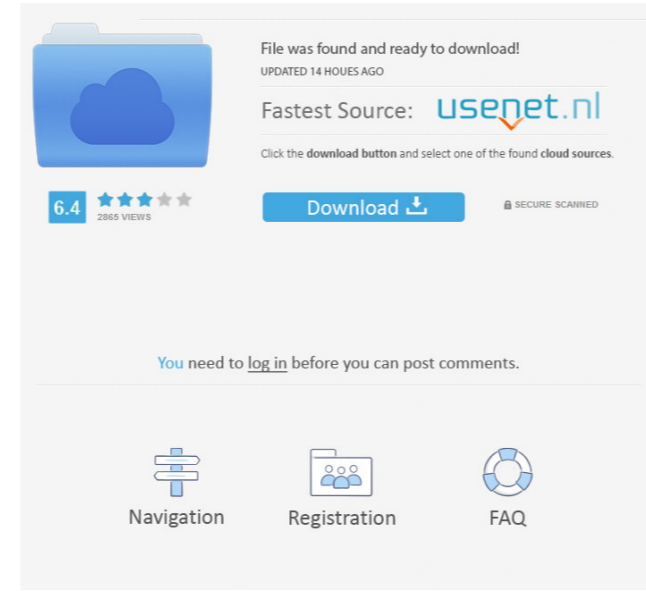 File was found and ready to download!
UPDATED 14 HOUES AGO
Fastest Source: usenet.nl
Click the download button and select one of the found cloud sources.
6.4
2865 VIEWS
Download
SECURE SCANNED
You need to log in before you can post comments.
Navigation
Registration
FAQ